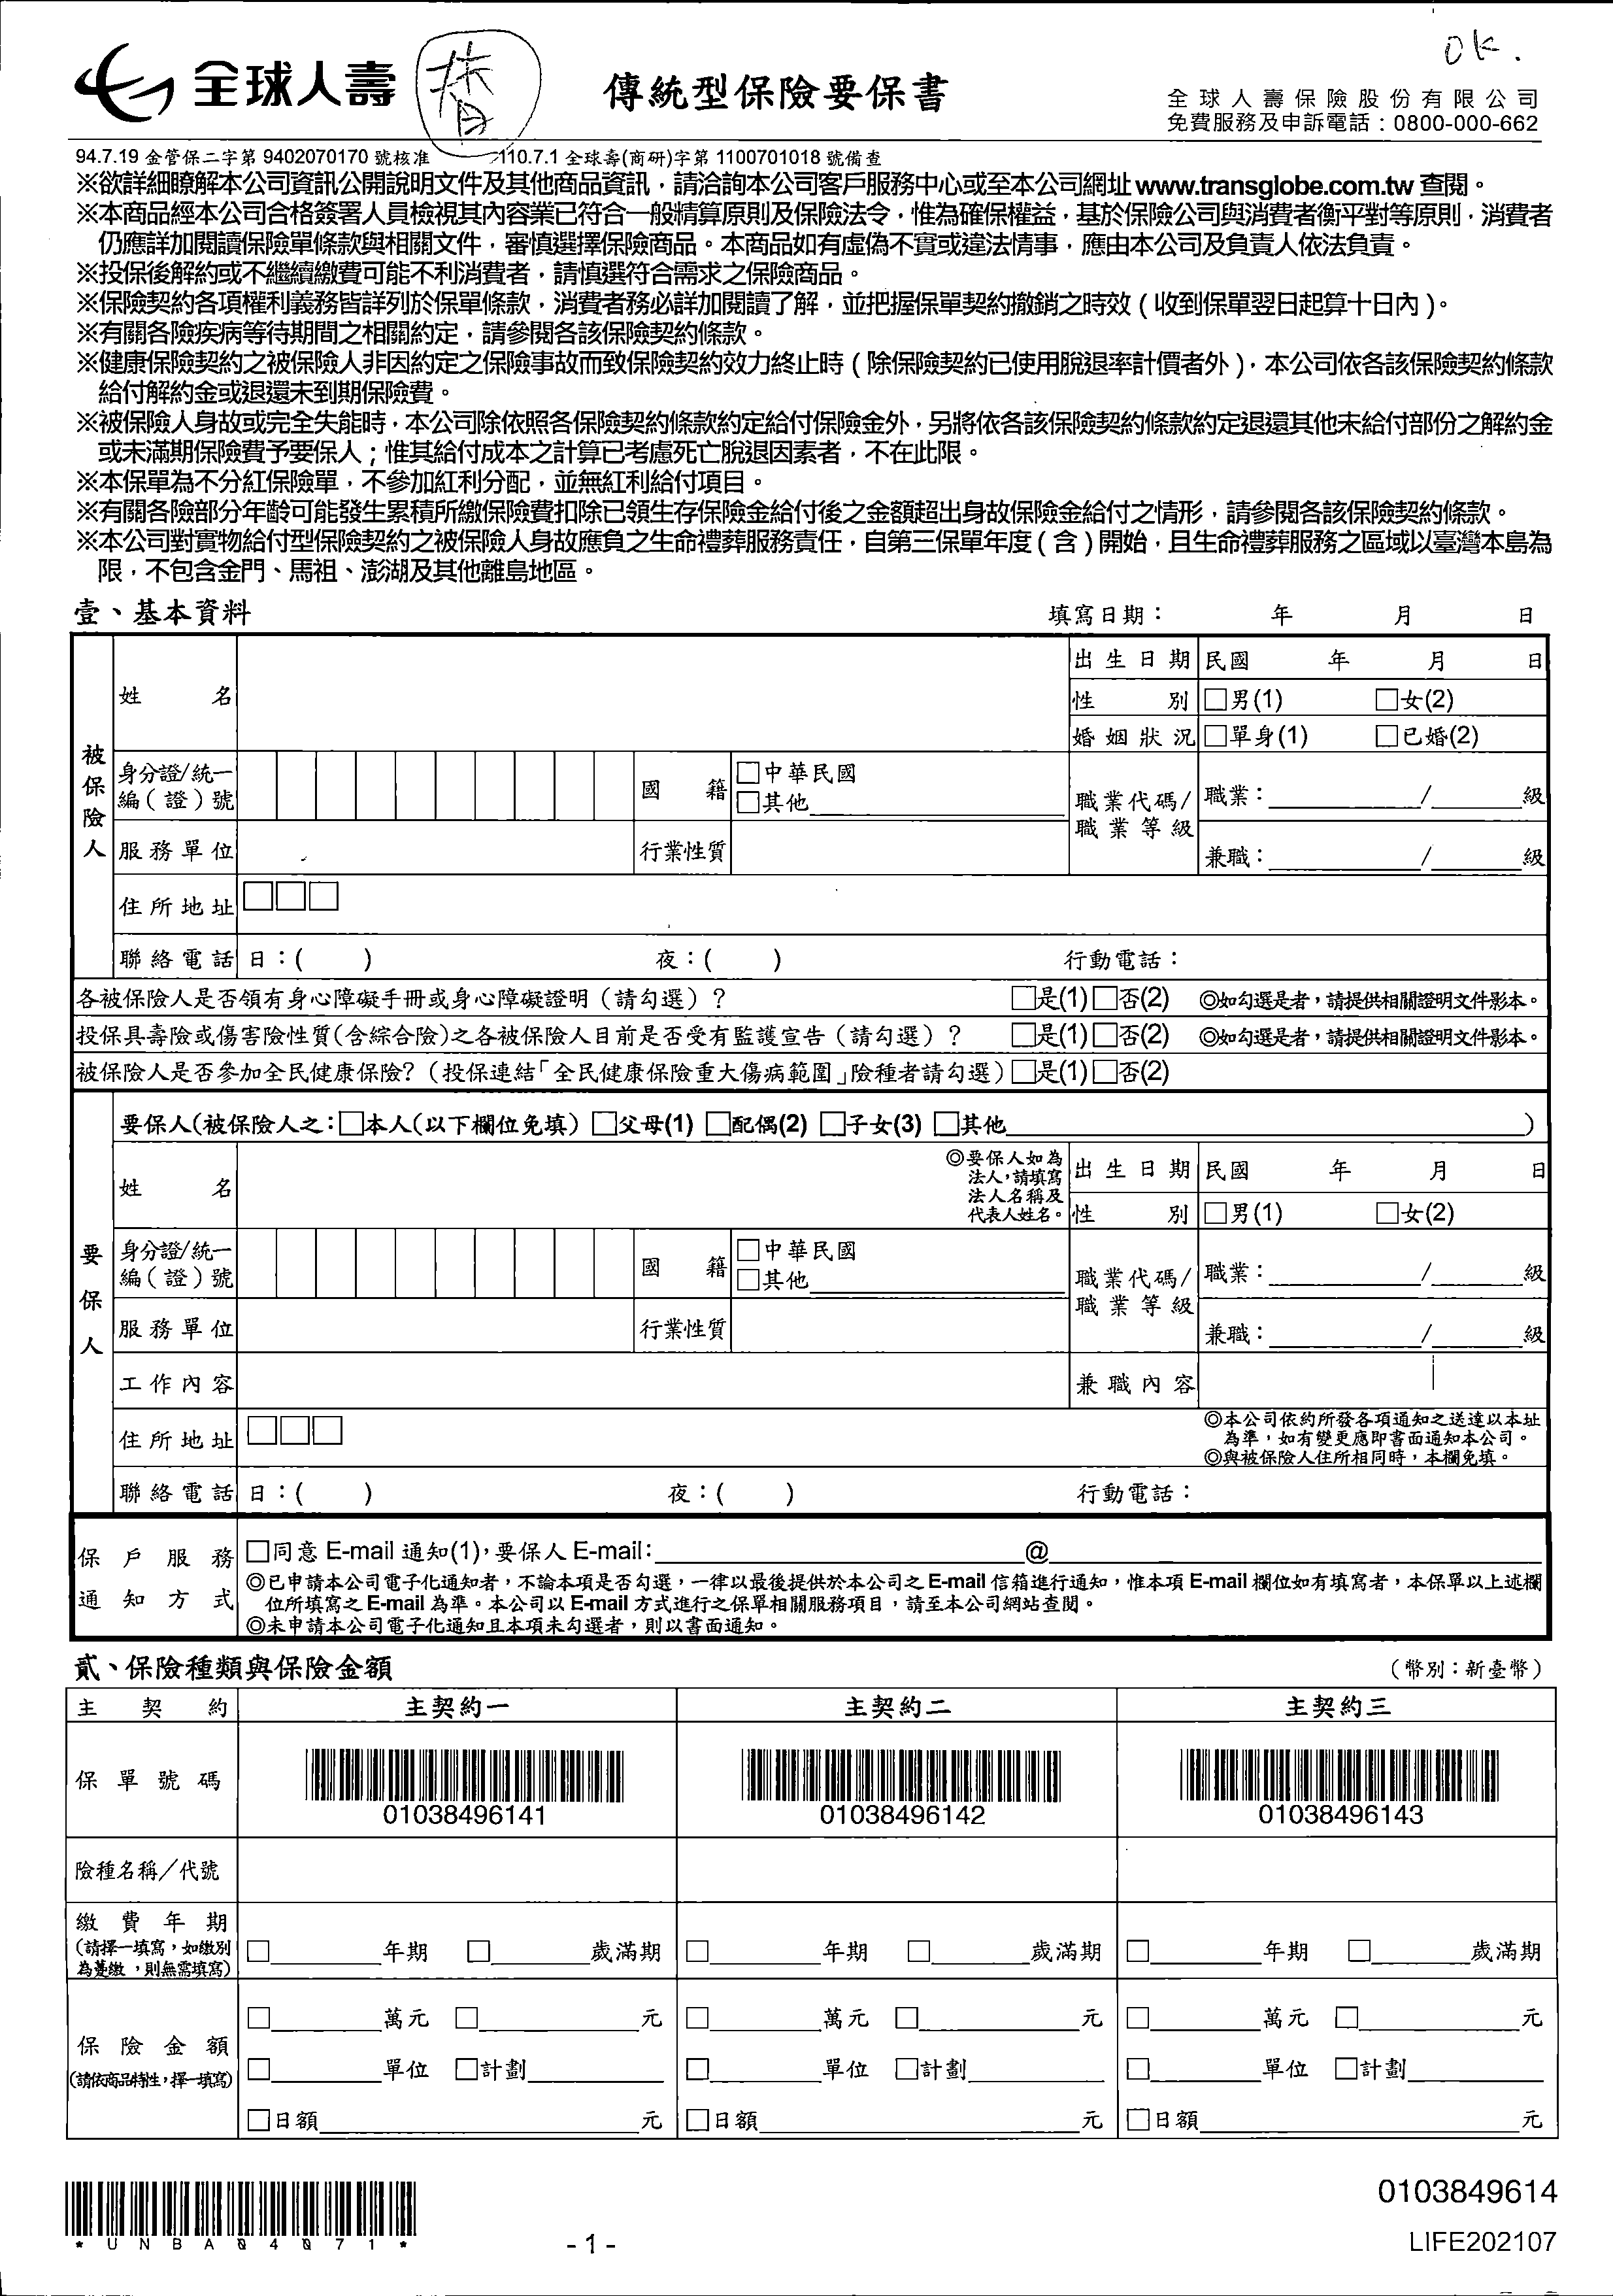 OK.
全球人壽
傳統型保險要保書
全球人壽保險股份有限公司
免費服務及申訴電話：0800-000-662
94.7.19 金管保二字第 9402070170 號核准 110.7.1 全球壽(商研)字第 1100701018 號備查
※欲詳細瞭解本公司資訊公開說明文件及其他商品資訊，請洽詢本公司客戶服務中心或至本公司網址 www.transglobe.com.tw 查閱。
※本商品經本公司合格簽署人員檢視其內容業已符合一般精算原則及保險法令，惟為確保權益，基於保險公司與消費者衡平對等原則，消費者
仍應詳加閱讀保險單條款與相關文件，審慎選擇保險商品。本商品如有虛偽不實或違法情事，應由本公司及負責人依法負責。
※投保後解約或不繼續繳費可能不利消費者，請慎選符合需求之保險商品。
※保險契約各項權利義務皆詳列於保單條款，消費者務必詳加閱讀了解，並把握保單契約撤銷之時效（收到保單翌日起算十日內）。
※有關各險疾病等待期間之相關約定，請參閱各該保險契約條款。
※健康保險契約之被保險人非因約定之保險事故而致保險契約效力終止時（除保險契約已使用脫退率計價者外），本公司依各該保險契約條款
給付解約金或退還未到期保險費。
※被保險人身故或完全失能時，本公司除依照各保險契約條款約定給付保險金外，另將依各該保險契約條款約定退還其他未給付部份之解約金
或未滿期保險費予要保人；惟其給付成本之計算已考慮死亡脫退因素者，不在此限。
※本保單為不分紅保險單，不參加紅利分配，並無紅利給付項目。
※有關各險部分年齡可能發生累積所繳保險費扣除已領生存保險金給付後之金額超出身故保險金給付之情形，請參閱各該保險契約條款。
※本公司對實物給付型保險契約之被保險人身故應負之生命禮葬服務責任，自第三保單年度（含）開始，且生命禮葬服務之區域以臺灣本島為
限，不包含金門、馬祖、澎湖及其他離島地區。
壹、基本資料 填寫日期： 年 月 日
被保險人
姓名
出生日期 民國 年 月 日
性別 □男(1) □女(2)
婚姻狀況 □單身(1) □已婚(2)
身分證/統一
編（證）號
國籍
□中華民國
□其他
職業代碼/
職業等級
職業： / 級
服務單位 行業性質 兼職： / 級
住所地址 □□□
聯絡電話 日：( ) 夜：( ) 行動電話：
各被保險人是否領有身心障礙手冊或身心障礙證明（請勾選）？ □是(1)□否(2) ◎如勾選是者，請提供相關證明文件影本。
投保具壽險或傷害險性質(含綜合險)之各被保險人目前是否受有監護宣告（請勾選）？ □是(1)□否(2) ◎如勾選是者，請提供相關證明文件影本。
被保險人是否參加全民健康保險?（投保連結「全民健康保險重大傷病範圍」險種者請勾選）□是(1)□否(2)
要保人
要保人(被保險人之：□本人(以下欄位免填) □父母(1) □配偶(2) □子女(3) □其他 )
姓名
◎要保人如為
法人，請填寫
法人名稱及
代表人姓名。
出生日期 民國 年 月 日
性別 □男(1) □女(2)
身分證/統一
編（證）號
國籍
□中華民國
□其他
職業代碼/
職業等級
職業： / 級
服務單位 行業性質 兼職： / 級
工作內容 兼職內容
住所地址 □□□
◎本公司依約所發各項通知之送達以本址
為準，如有變更應即書面通知本公司。
◎與被保險人住所相同時，本欄免填。
聯絡電話 日：( ) 夜：( ) 行動電話：
保戶服務
通知方式
□同意 E-mail 通知(1)，要保人 E-mail： @
◎已申請本公司電子化通知者，不論本項是否勾選，一律以最後提供於本公司之 E-mail 信箱進行通知，惟本項 E-mail 欄位如有填寫者，本保單以上述欄
位所填寫之 E-mail 為準。本公司以 E-mail 方式進行之保單相關服務項目，請至本公司網站查閱。
◎未申請本公司電子化通知且本項未勾選者，則以書面通知。
貳、保險種類與保險金額 （幣別：新臺幣）
主契約 主契約一 主契約二 主契約三
保單號碼 01038496141 01038496142 01038496143
險種名稱／代號
繳費年期
(請擇一填寫，如繳別
為躉繳，則無需填寫)
□ 年期 □ 歲滿期 □ 年期 □ 歲滿期 □ 年期 □ 歲滿期
保險金額
(請依商品特性，擇一填寫)
□ 萬元 □ 元 □ 萬元 □ 元 □ 萬元 □ 元
□ 單位 □計劃 □ 單位 □計劃 □ 單位 □計劃
□日額 元 □日額 元 □日額 元
0103849614
*UNBA04071*
- 1 -
LIFE202107